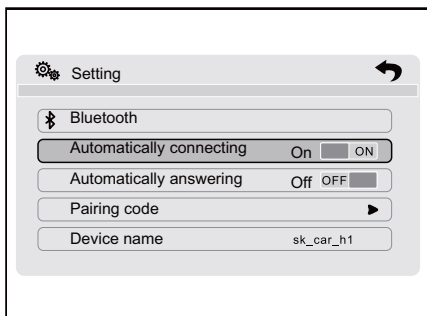 Setting
Bluetooth
Automatically connecting On ON
Automatically answering Off OFF
Pairing code
Device name sk_car_h1